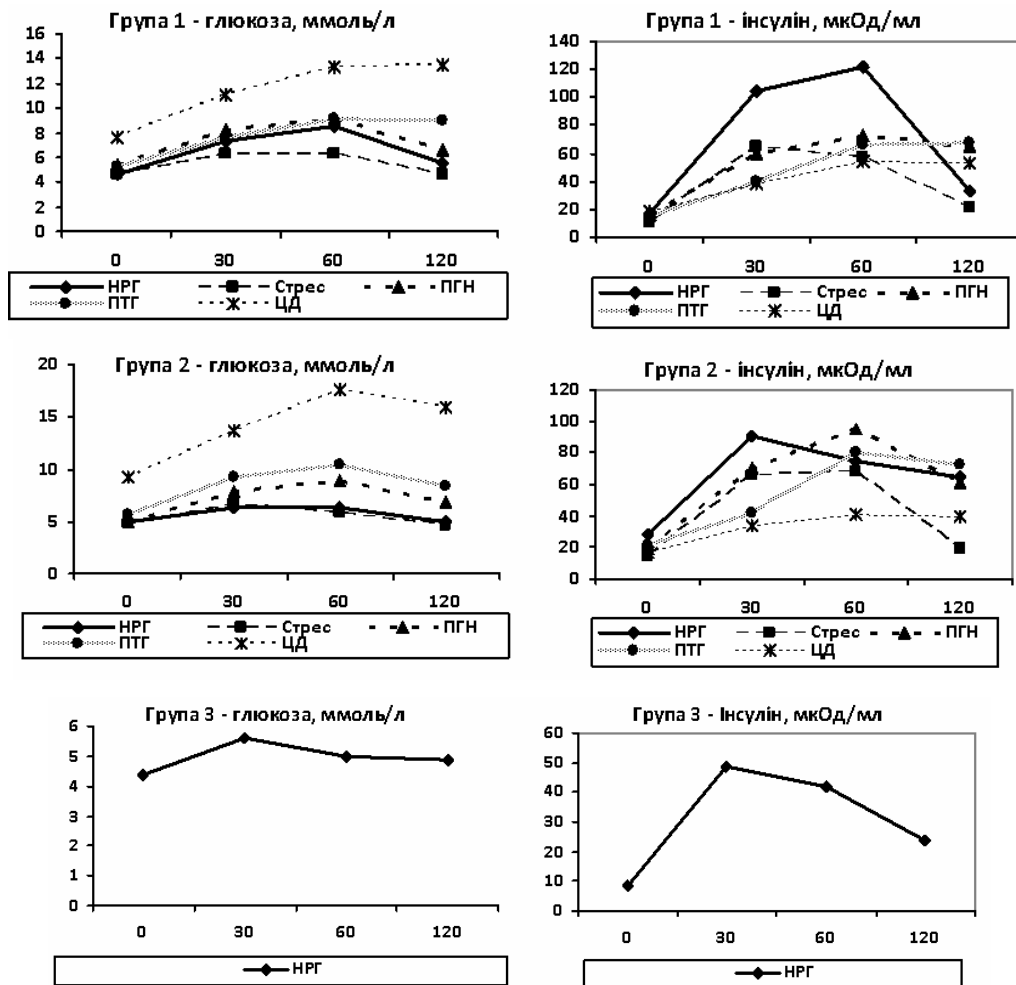 Група 1 - глюкоза, ммоль/л
16
14
12
10
8
6
4
2
0
0 30 60 120
НРГ Стрес ПГН
ПТГ ЦД
Група 1 - інсулін, мкОд/мл
140
120
100
80
60
40
20
0
0 30 60 120
НРГ Стрес ПГН
ПТГ ЦД
Група 2 - глюкоза, ммоль/л
20
15
10
5
0
0 30 60 120
НРГ Стрес ПГН
ПТГ ЦД
Група 2 - інсулін, мкОд/мл
120
100
80
60
40
20
0
0 30 60 120
НРГ Стрес ПГН
ПТГ ЦД
Група 3 - глюкоза, ммоль/л
6
5
4
3
2
1
0
0 30 60 120
НРГ
Група 3 - Інсулін, мкОд/мл
60
50
40
30
20
10
0
0 30 60 120
НРГ